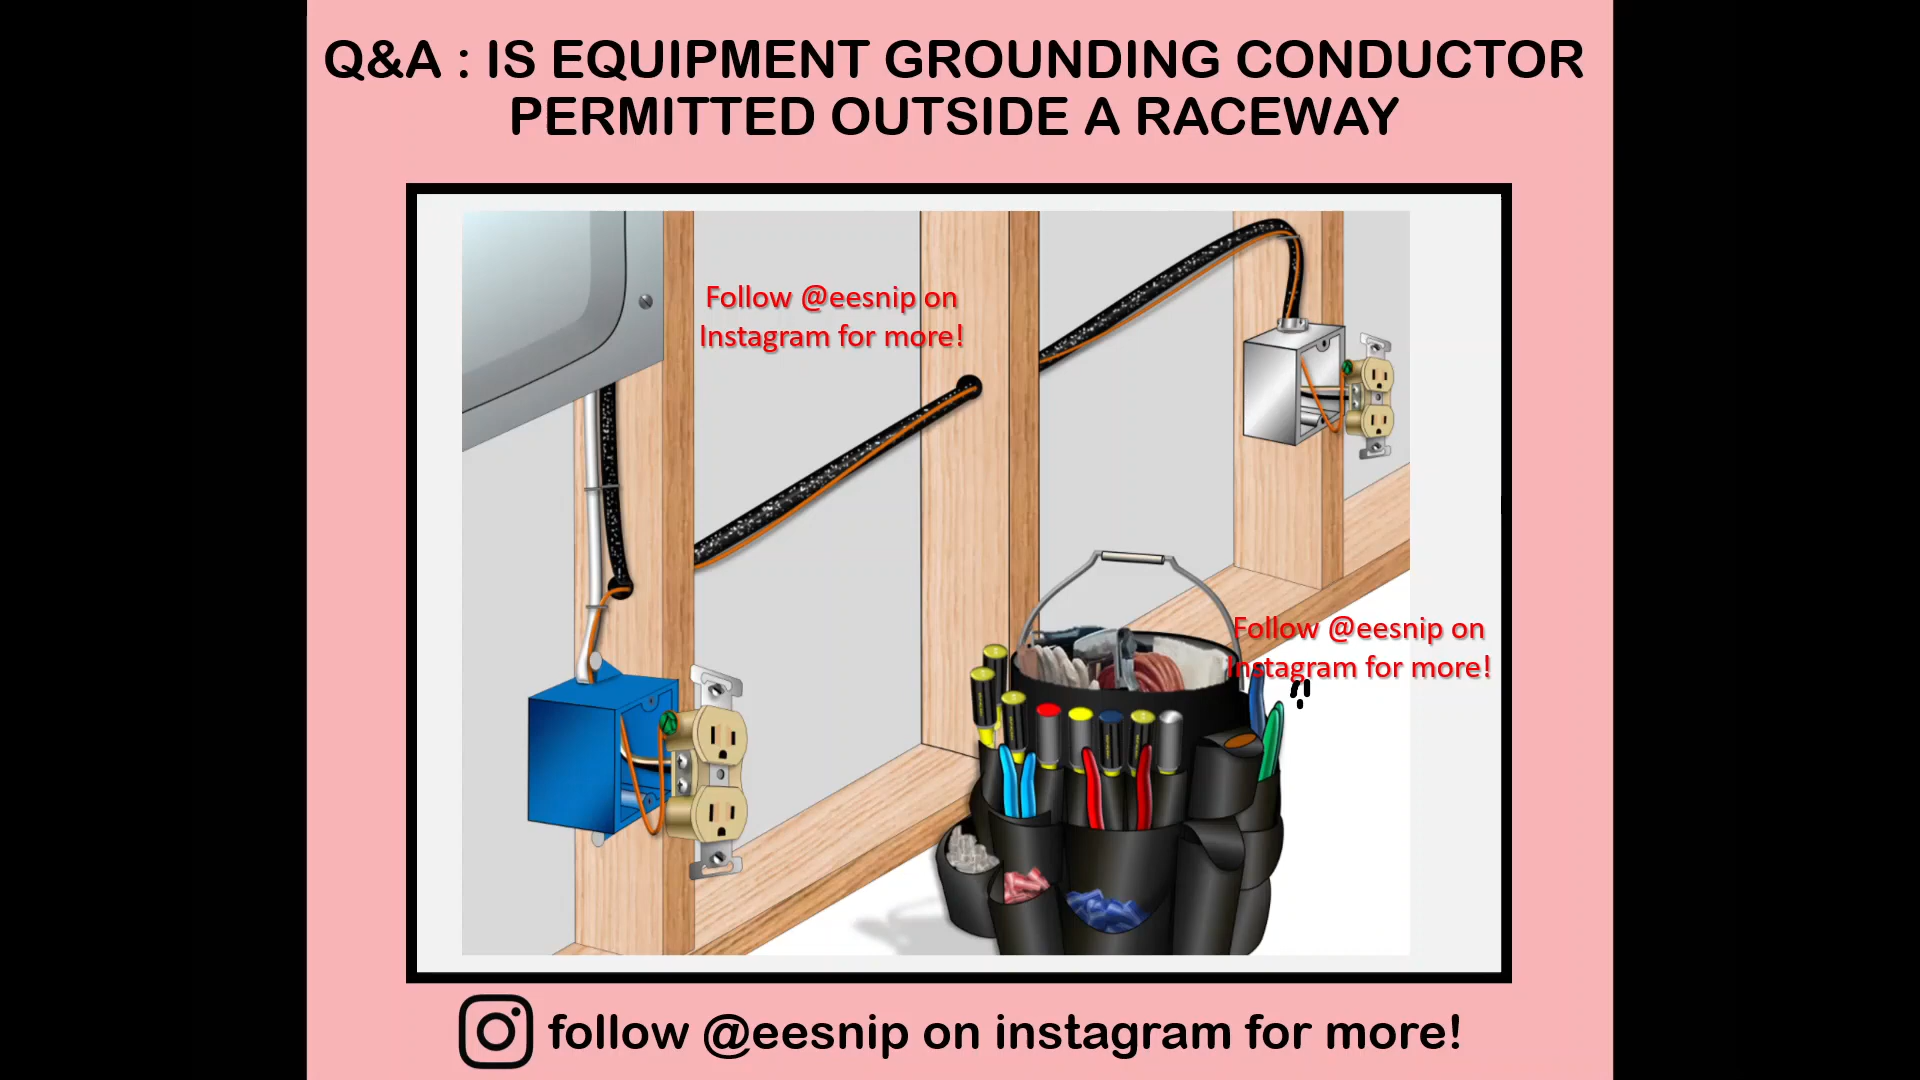 Q&A : IS EQUIPMENT GROUNDING CONDUCTOR
PERMITTED OUTSIDE A RACEWAY
Follow @eesnip on
Instagram for more!
Follow @eesnip on
Instagram for more!
follow @eesnip on instagram for more!